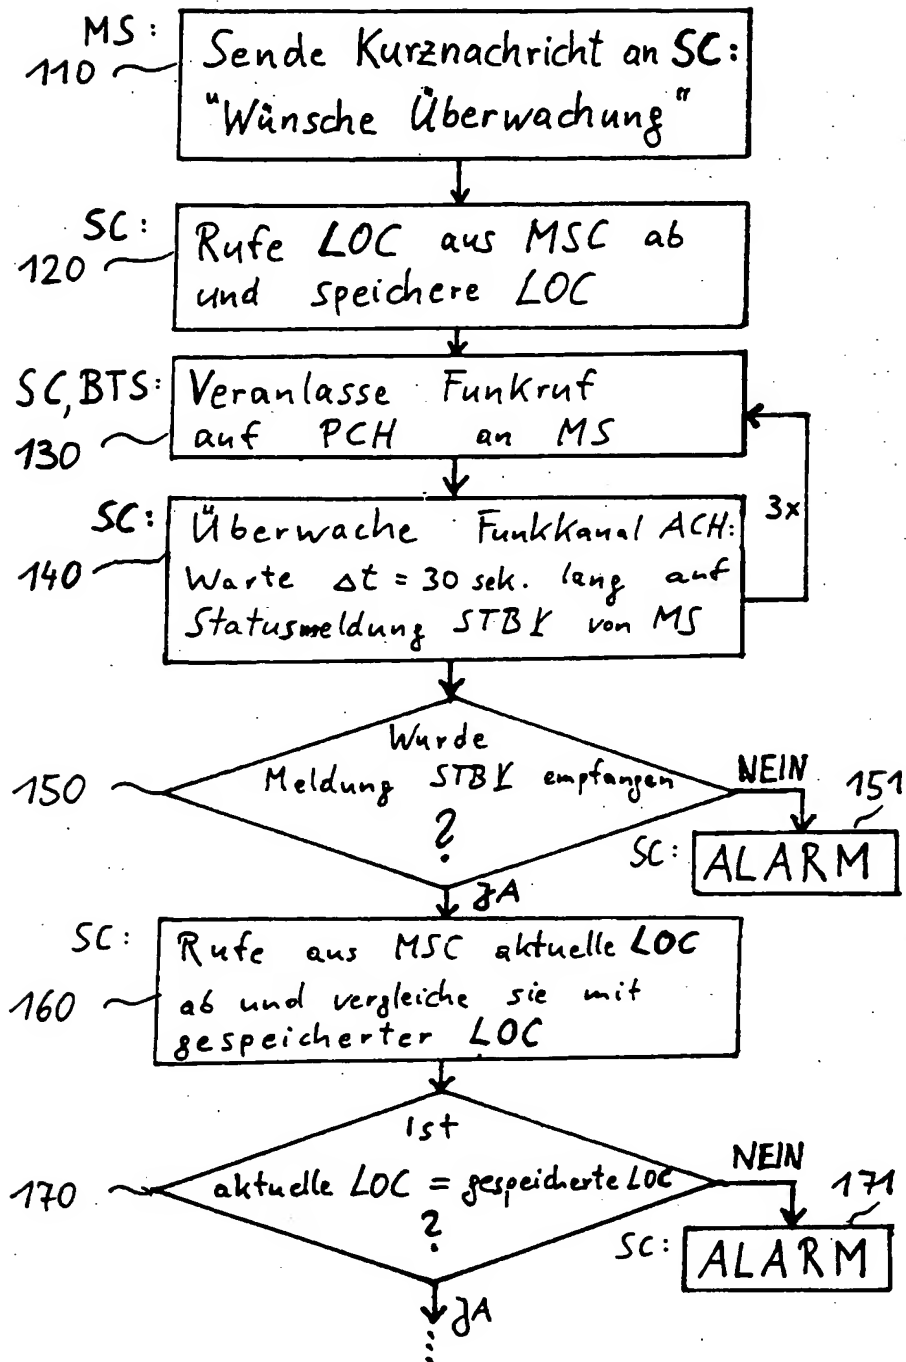 MS:
110
Sende Kurznachricht an SC:
"Wünsche Überwachung"
SC:
120
Rufe LOC aus MSC ab
und speichere LOC
SC, BTS:
130
Veranlasse Funkruf
auf PCH an MS
3x
SC:
140
Überwache Funkkanal ACH:
Warte Δt = 30 sek. lang auf
Statusmeldung STBY von MS
150
Wurde
Meldung STBY empfangen
?
NEIN
151
SC:
ALARM
JA
SC:
160
Rufe aus MSC aktuelle LOC
ab und vergleiche sie mit
gespeicherter LOC
170
Ist
aktuelle LOC = gespeicherte LOC
?
NEIN
171
SC:
ALARM
JA